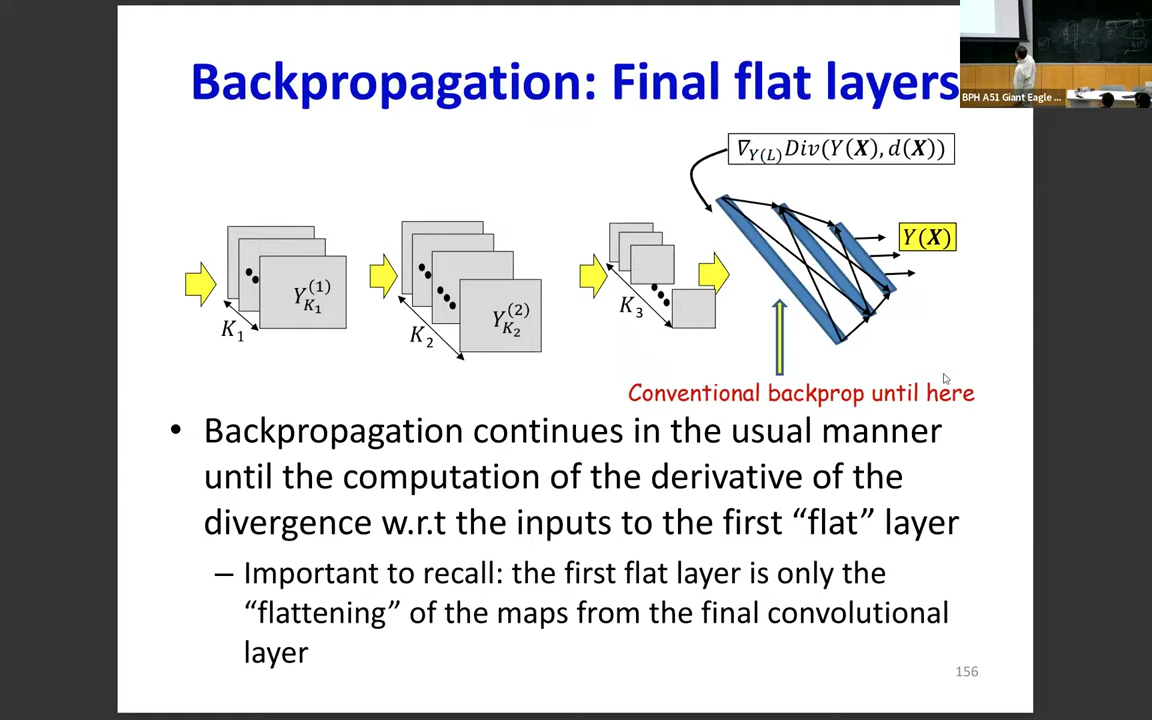 Backpropagation: Final flat layers
BPH A51 Giant Eagle ...
∇Y(L)Div(Y(X), d(X))
Y(X)
Y(1)K1
K1
Y(2)K2
K2
K3
Conventional backprop until here
• Backpropagation continues in the usual manner
until the computation of the derivative of the
divergence w.r.t the inputs to the first “flat” layer
– Important to recall: the first flat layer is only the
“flattening” of the maps from the final convolutional
layer
156